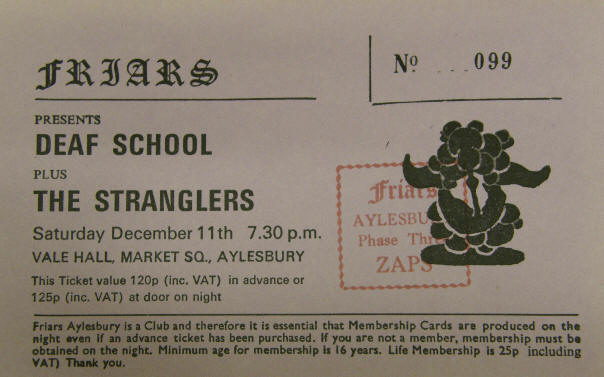 FRIARS
No ... 099
PRESENTS
DEAF SCHOOL
PLUS
THE STRANGLERS
Saturday December 11th 7.30 p.m.
VALE HALL, MARKET SQ., AYLESBURY
This Ticket value 120p (inc. VAT) in advance or
125p (inc. VAT) at door on night
Friars
AYLESBU
Phase Thre
ZAPS
Friars Aylesbury is a Club and therefore it is essential that Membership Cards are produced on the
night even if an advance ticket has been purchased. If you are not a member, membership must be
obtained on the night. Minimum age for membership is 16 years. Life Membership is 25p including
VAT) Thank you.